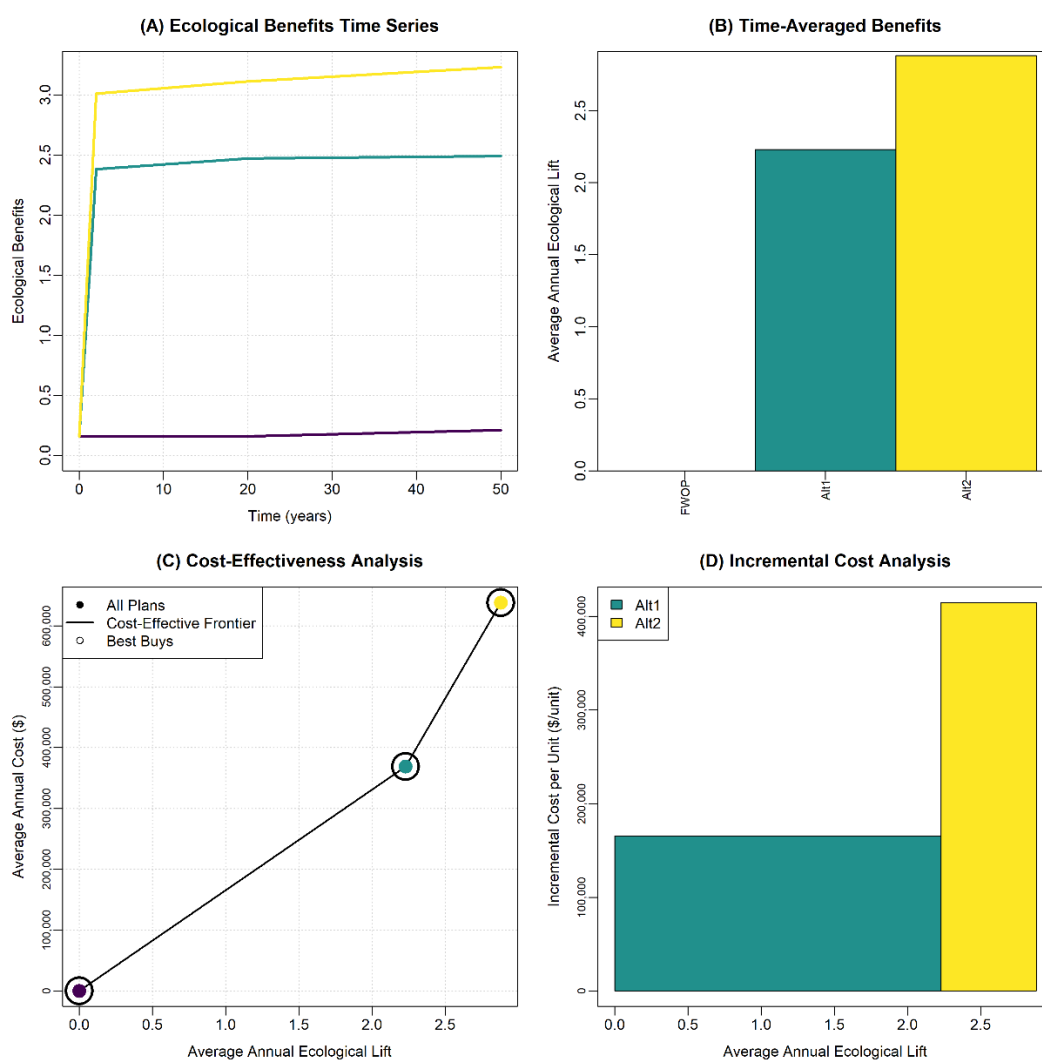 (A) Ecological Benefits Time Series
Ecological Benefits
0.0
0.5
1.0
1.5
2.0
2.5
3.0
0
10
20
30
40
50
Time (years)
(B) Time-Averaged Benefits
Average Annual Ecological Lift
0.0
0.5
1.0
1.5
2.0
2.5
FWOP
Alt1
Alt2
(C) Cost-Effectiveness Analysis
All Plans
Cost-Effective Frontier
Best Buys
Average Annual Cost ($)
0
100,000
200,000
300,000
400,000
500,000
600,000
0.0
0.5
1.0
1.5
2.0
2.5
Average Annual Ecological Lift
(D) Incremental Cost Analysis
Alt1
Alt2
Incremental Cost per Unit ($/unit)
0
100,000
200,000
300,000
400,000
0.0
0.5
1.0
1.5
2.0
2.5
Average Annual Ecological Lift